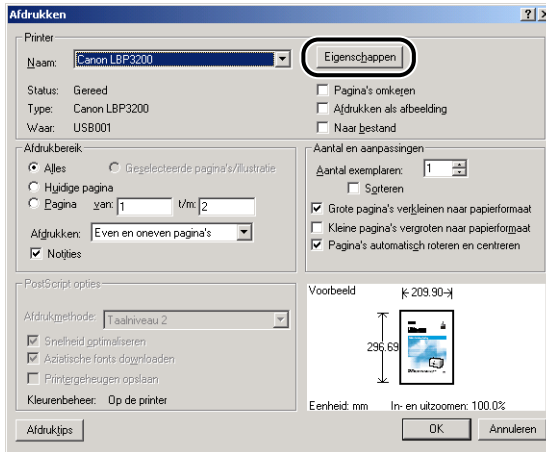 Afdrukken
Printer
Naam: Canon LBP3200
Eigenschappen
Status: Gereed
Type: Canon LBP3200
Waar: USB001
Pagina's omkeren
Afdrukken als afbeelding
Naar bestand
Afdrukbereik
Alles Geselecteerde pagina's/illustratie
Huidige pagina
Pagina van: 1 t/m: 2
Afdrukken: Even en oneven pagina's
Notities
Aantal en aanpassingen
Aantal exemplaren: 1
Sorteren
Grote pagina's verkleinen naar papierformaat
Kleine pagina's vergroten naar papierformaat
Pagina's automatisch roteren en centreren
PostScript opties
Afdrukmethode: Taalniveau 2
Snelheid optimaliseren
Aziatische fonts downloaden
Printergeheugen opslaan
Kleurenbeheer: Op de printer
Voorbeeld
209.90
296.69
Eenheid: mm In- en uitzoomen: 100.0%
Afdruktips
OK Annuleren